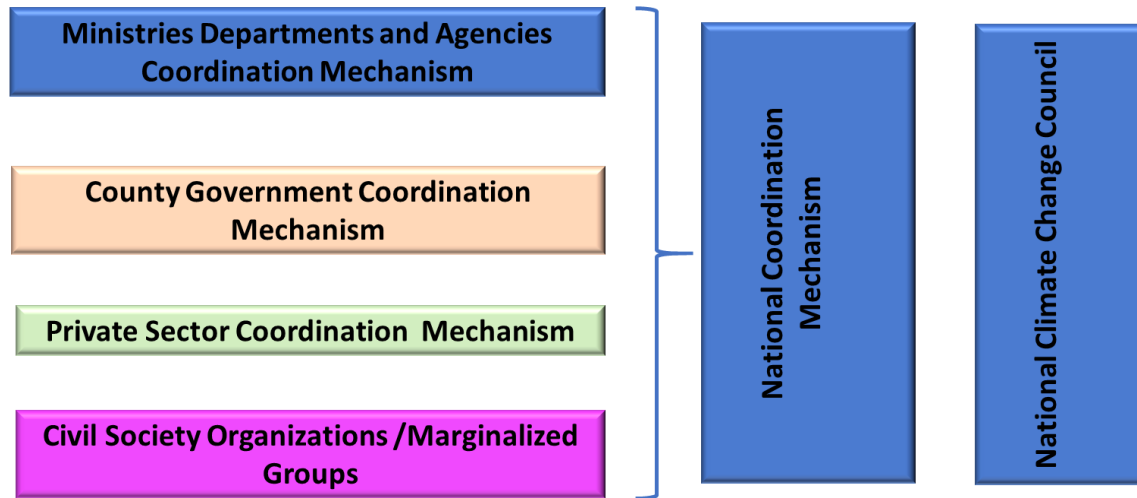 Ministries Departments and Agencies
Coordination Mechanism
County Government Coordination
Mechanism
Private Sector Coordination  Mechanism
Civil Society Organizations /Marginalized
Groups
National Coordination
Mechanism
National Climate Change Council